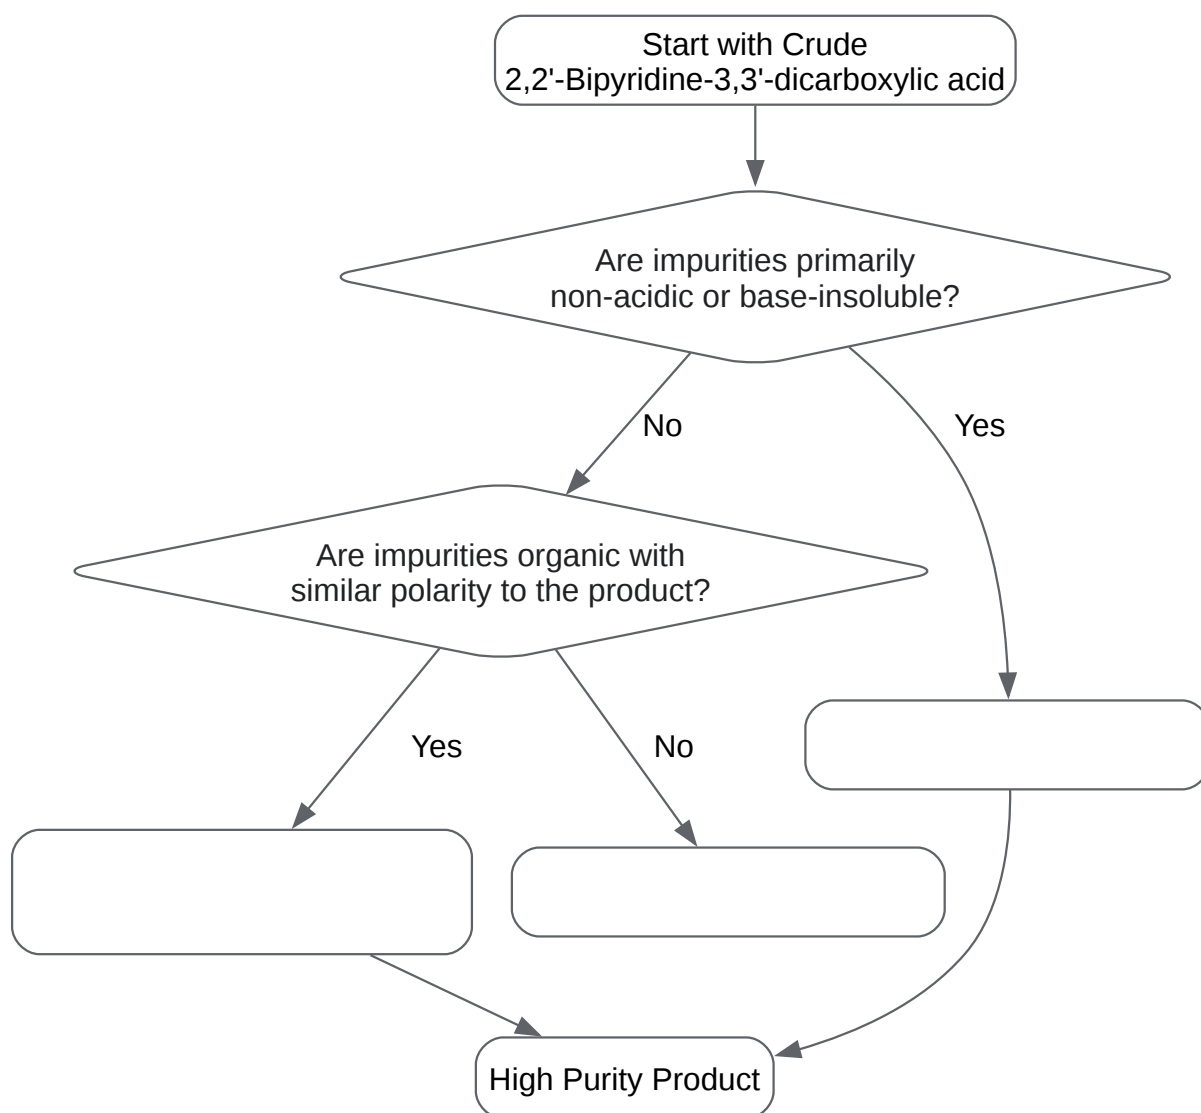 Start with Crude
2,2'-Bipyridine-3,3'-dicarboxylic acid
Are impurities primarily
non-acidic or base-insoluble?
No
Yes
Are impurities organic with
similar polarity to the product?
Yes
No
High Purity Product